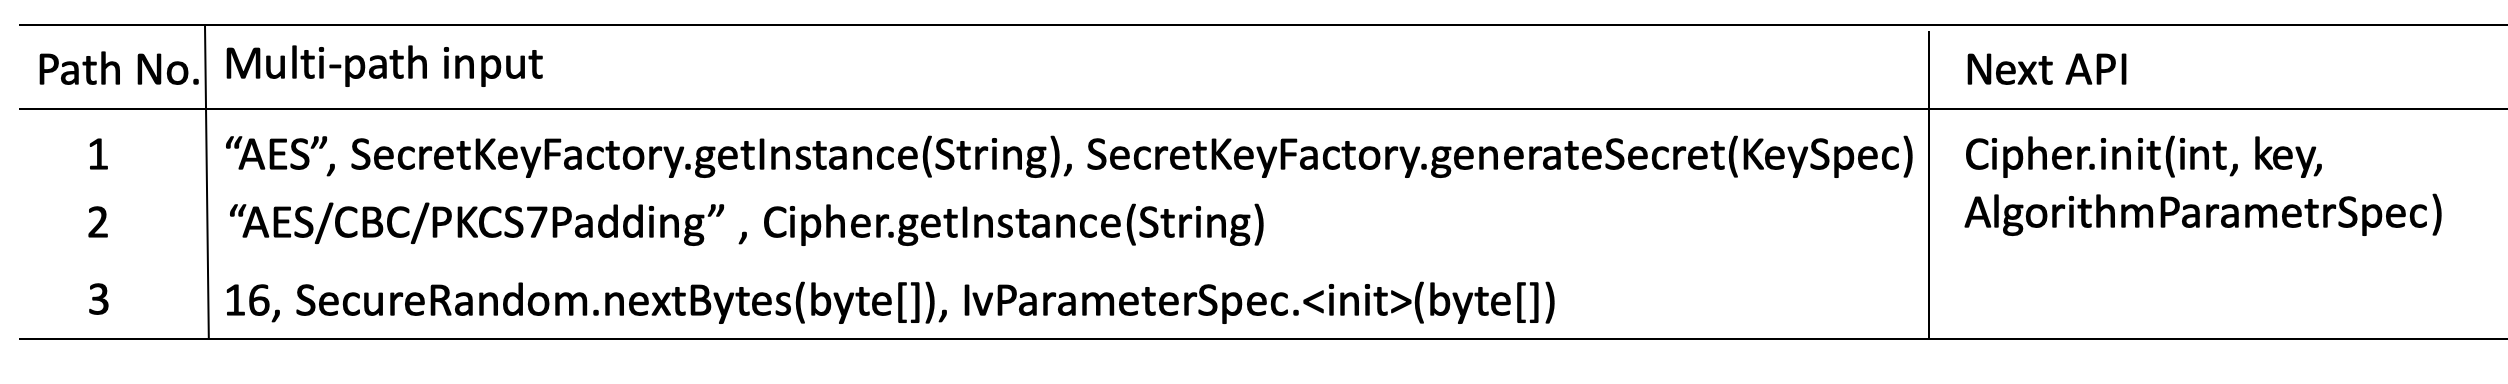 Path No. Multi-path input Next API
1 “AES”, SecretKeyFactory.getInstance(String), SecretKeyFactory.generateSecret(KeySpec) Cipher.init(int, key,
2 “AES/CBC/PKCS7Padding” , Cipher.getInstance(String) AlgorithmParametrSpec)
3 16, SecureRandom.nextBytes(byte[]), IvParameterSpec.<init>(byte[])